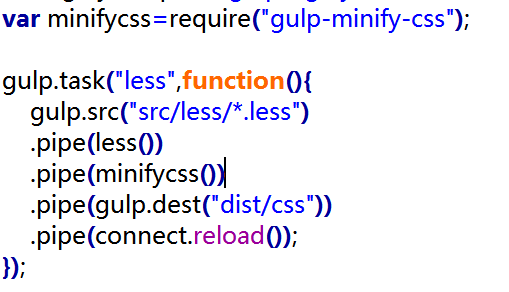 var minifycss=require("gulp-minify-css");
gulp.task("less",function(){
gulp.src("src/less/*.less")
.pipe(less())
.pipe(minifycss())
.pipe(gulp.dest("dist/css"))
.pipe(connect.reload());
});